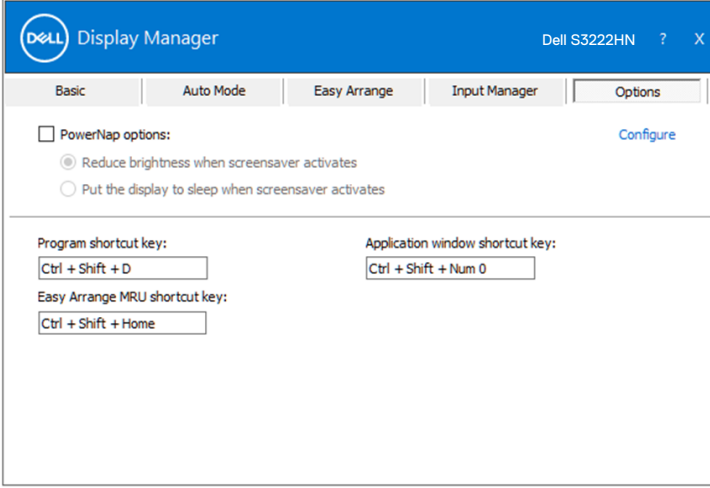 DELL Display Manager Dell S3222HN ? X
Basic Auto Mode Easy Arrange Input Manager Options
PowerNap options: Configure
Reduce brightness when screensaver activates
Put the display to sleep when screensaver activates
Program shortcut key: Application window shortcut key:
Ctrl + Shift + D Ctrl + Shift + Num 0
Easy Arrange MRU shortcut key:
Ctrl + Shift + Home